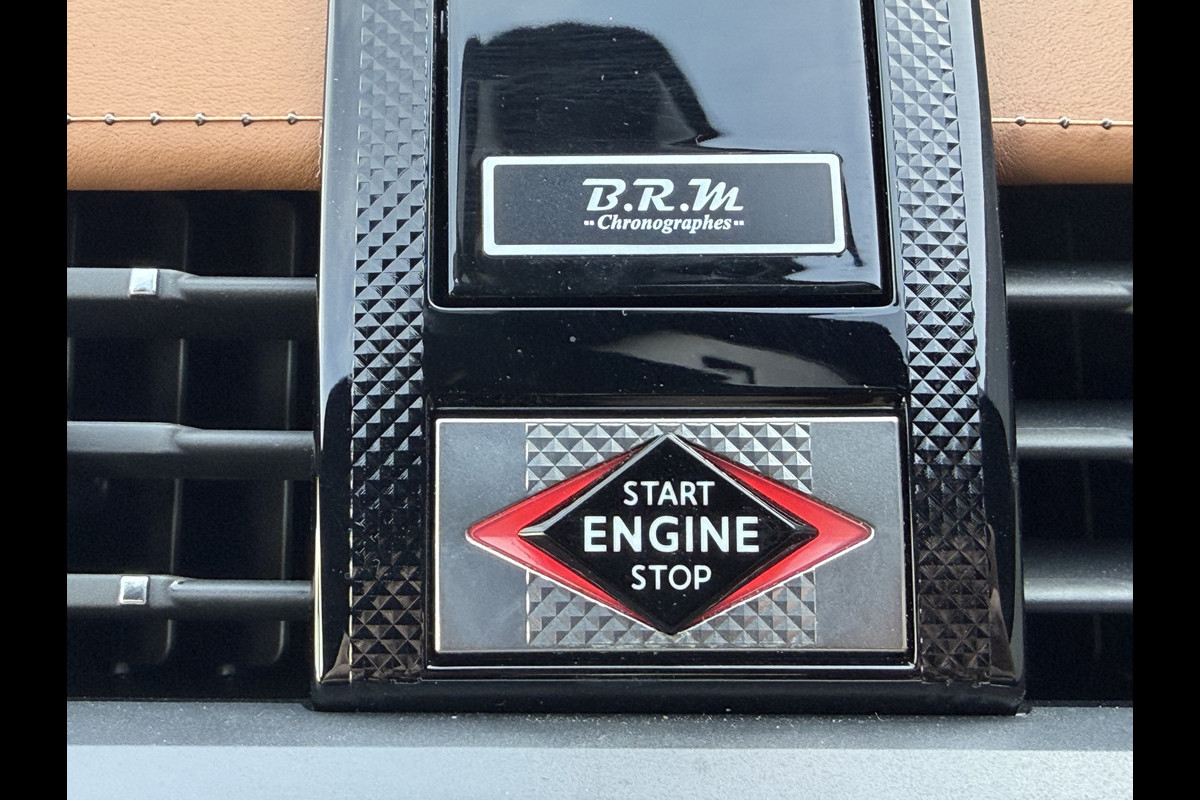 B.R.M
Chronographes
START
ENGINE
STOP